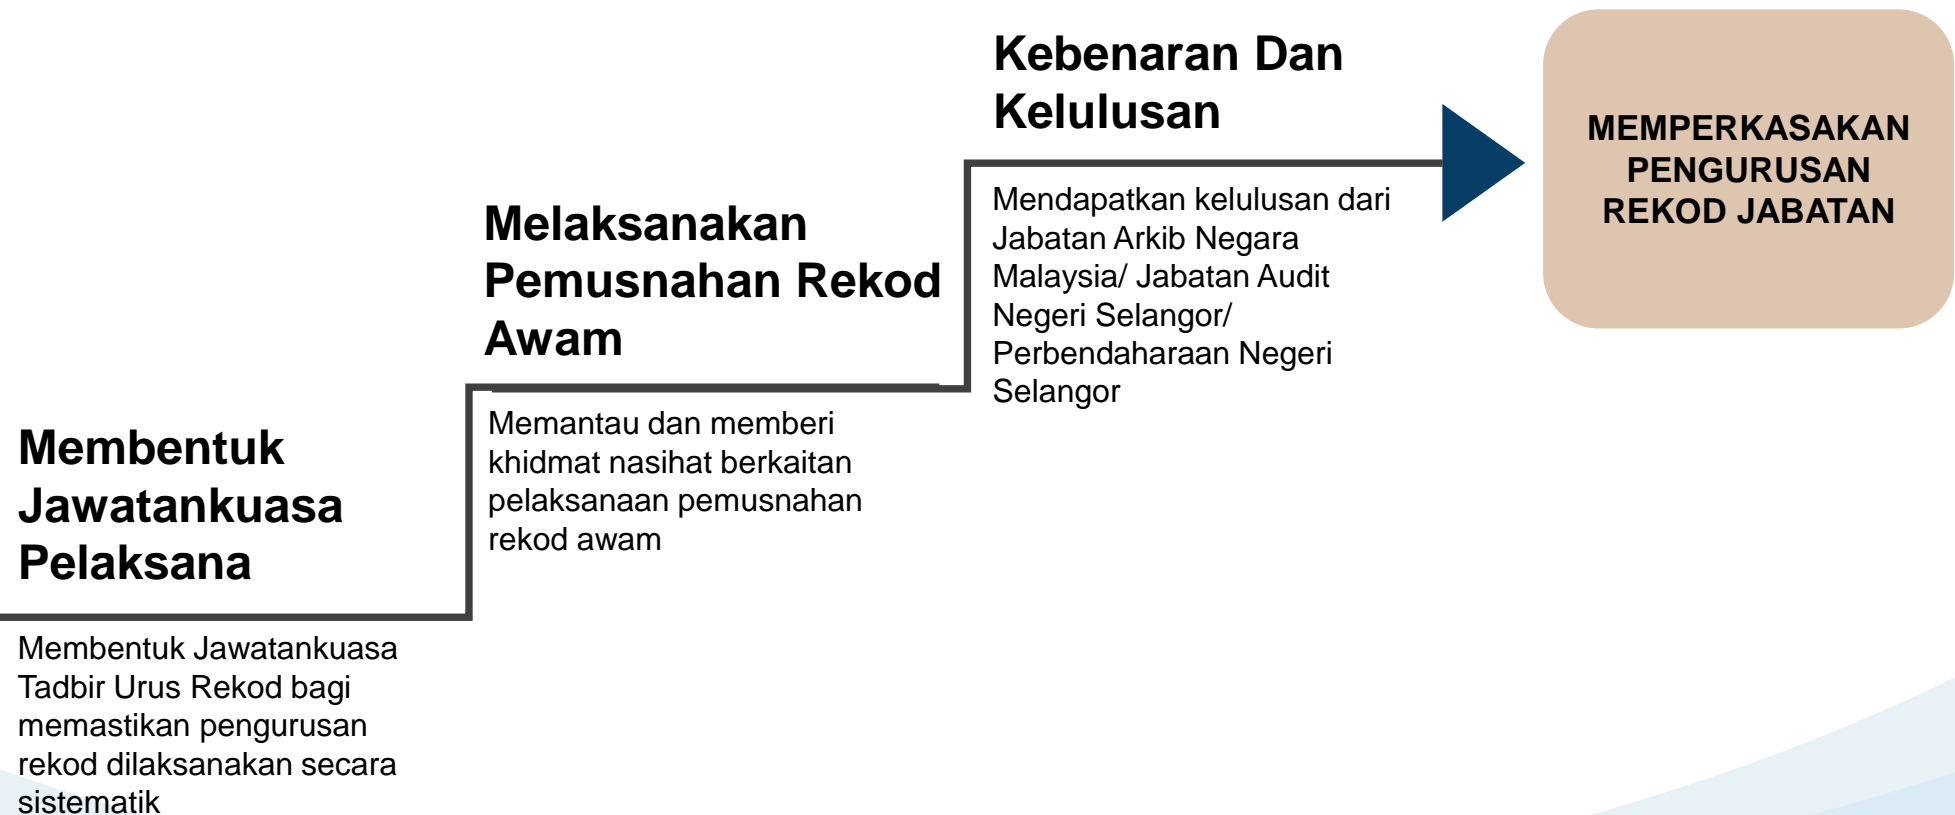 Membentuk
Jawatankuasa
Pelaksana
Membentuk Jawatankuasa
Tadbir Urus Rekod bagi
memastikan pengurusan
rekod dilaksanakan secara
sistematik
Melaksanakan
Pemusnahan Rekod
Awam
Memantau dan memberi
khidmat nasihat berkaitan
pelaksanaan pemusnahan
rekod awam
Kebenaran Dan
Kelulusan
Mendapatkan kelulusan dari
Jabatan Arkib Negara
Malaysia/ Jabatan Audit
Negeri Selangor/
Perbendaharaan Negeri
Selangor
MEMPERKASAKAN
PENGURUSAN
REKOD JABATAN